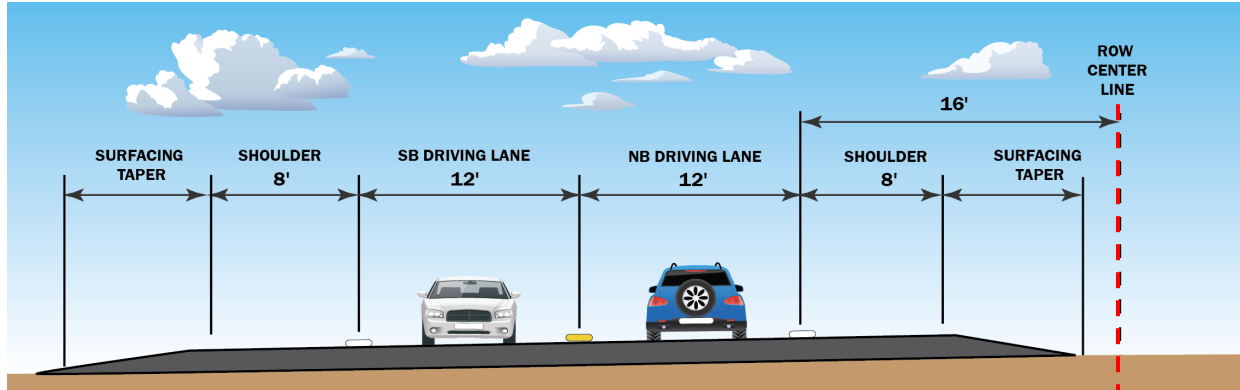 ROW
CENTER
LINE
16'
SURFACING
TAPER
SHOULDER
8'
SB DRIVING LANE
12'
NB DRIVING LANE
12'
SHOULDER
8'
SURFACING
TAPER